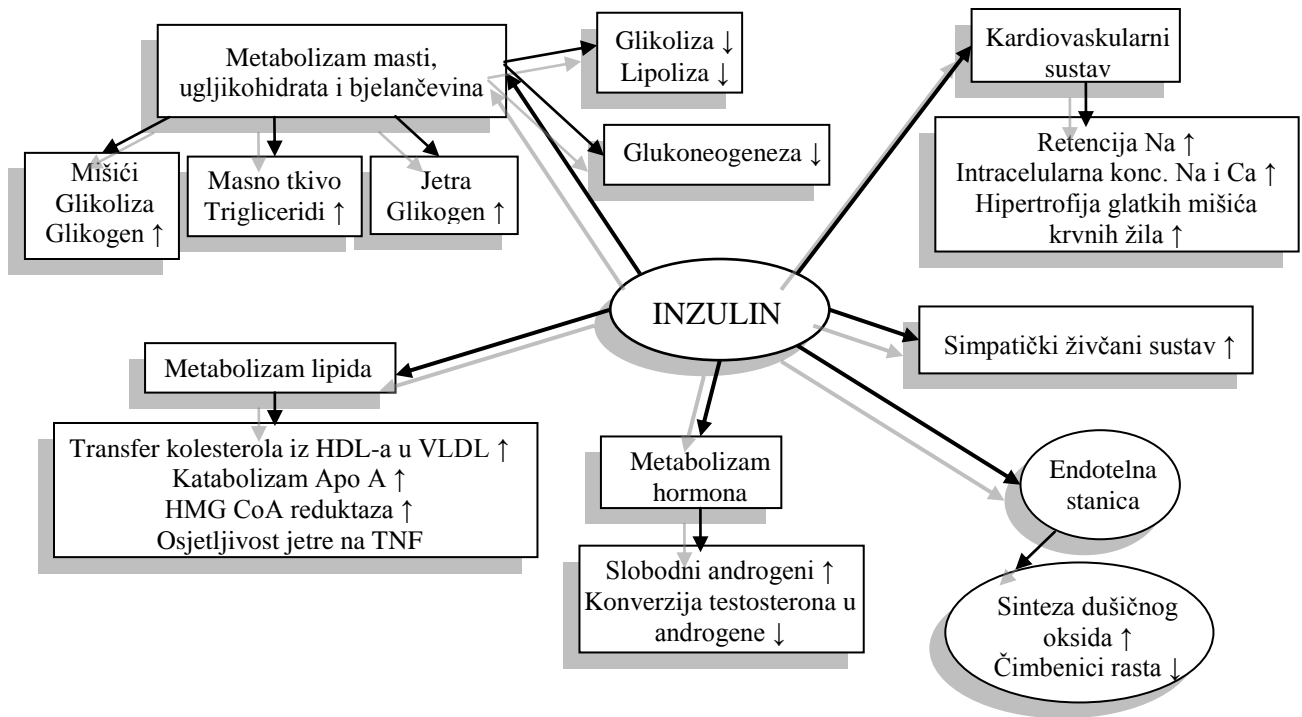 Metabolizam masti,
ugljikohidrata i bjelančevina
Glikoliza ↓
Lipoliza ↓
Glukoneogeneza ↓
Mišići
Glikoliza
Glikogen ↑
Masno tkivo
Trigliceridi ↑
Jetra
Glikogen ↑
Kardiovaskularni
sustav
Retencija Na ↑
Intracelularna konc. Na i Ca ↑
Hipertrofija glatkih mišića
krvnih žila ↑
INZULIN
Simpatički živčani sustav ↑
Metabolizam lipida
Transfer kolesterola iz HDL-a u VLDL ↑
Katabolizam Apo A ↑
HMG CoA reduktaza ↑
Osjetljivost jetre na TNF
Metabolizam
hormona
Slobodni androgeni ↑
Konverzija testosterona u
androgene ↓
Endotelna
stanica
Sinteza dušičnog
oksida ↑
Čimbenici rasta ↓